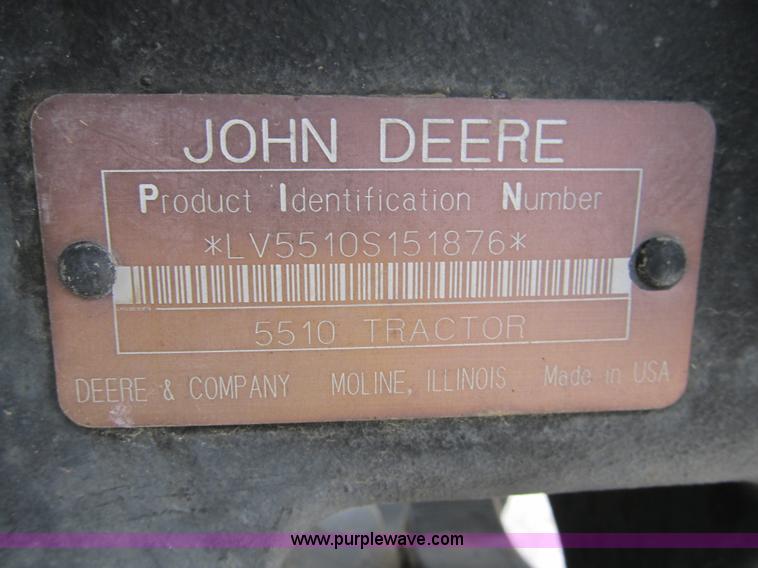 JOHN DEERE
Product Identification Number
*LV5510S151876*
5510 TRACTOR
DEERE & COMPANY MOLINE, ILLINOIS Made in USA
www.purplewave.com